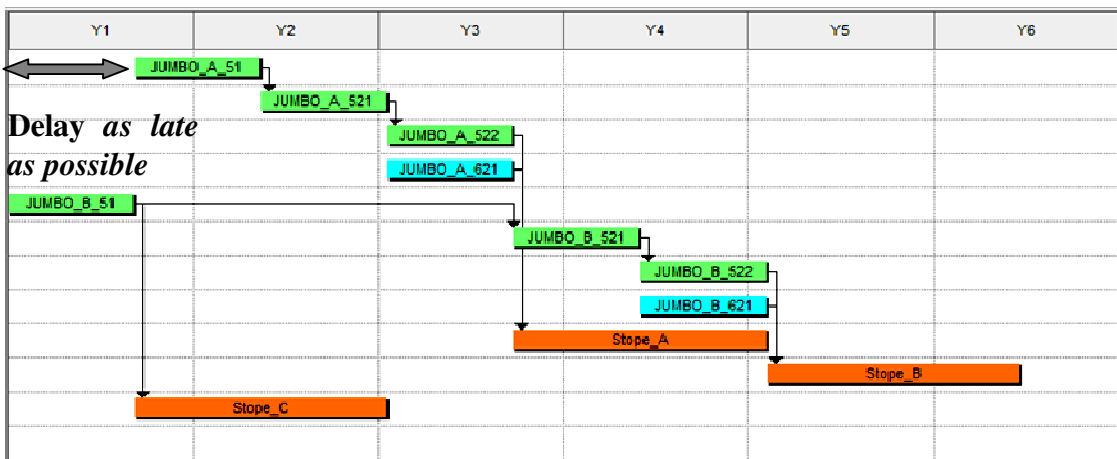 Y1 Y2 Y3 Y4 Y5 Y6
JUMBO_A_51
JUMBO_A_521
Delay as late
as possible
JUMBO_A_522
JUMBO_A_621
JUMBO_B_51
JUMBO_B_521
JUMBO_B_522
JUMBO_B_621
Stope_A
Stope_B
Stope_C